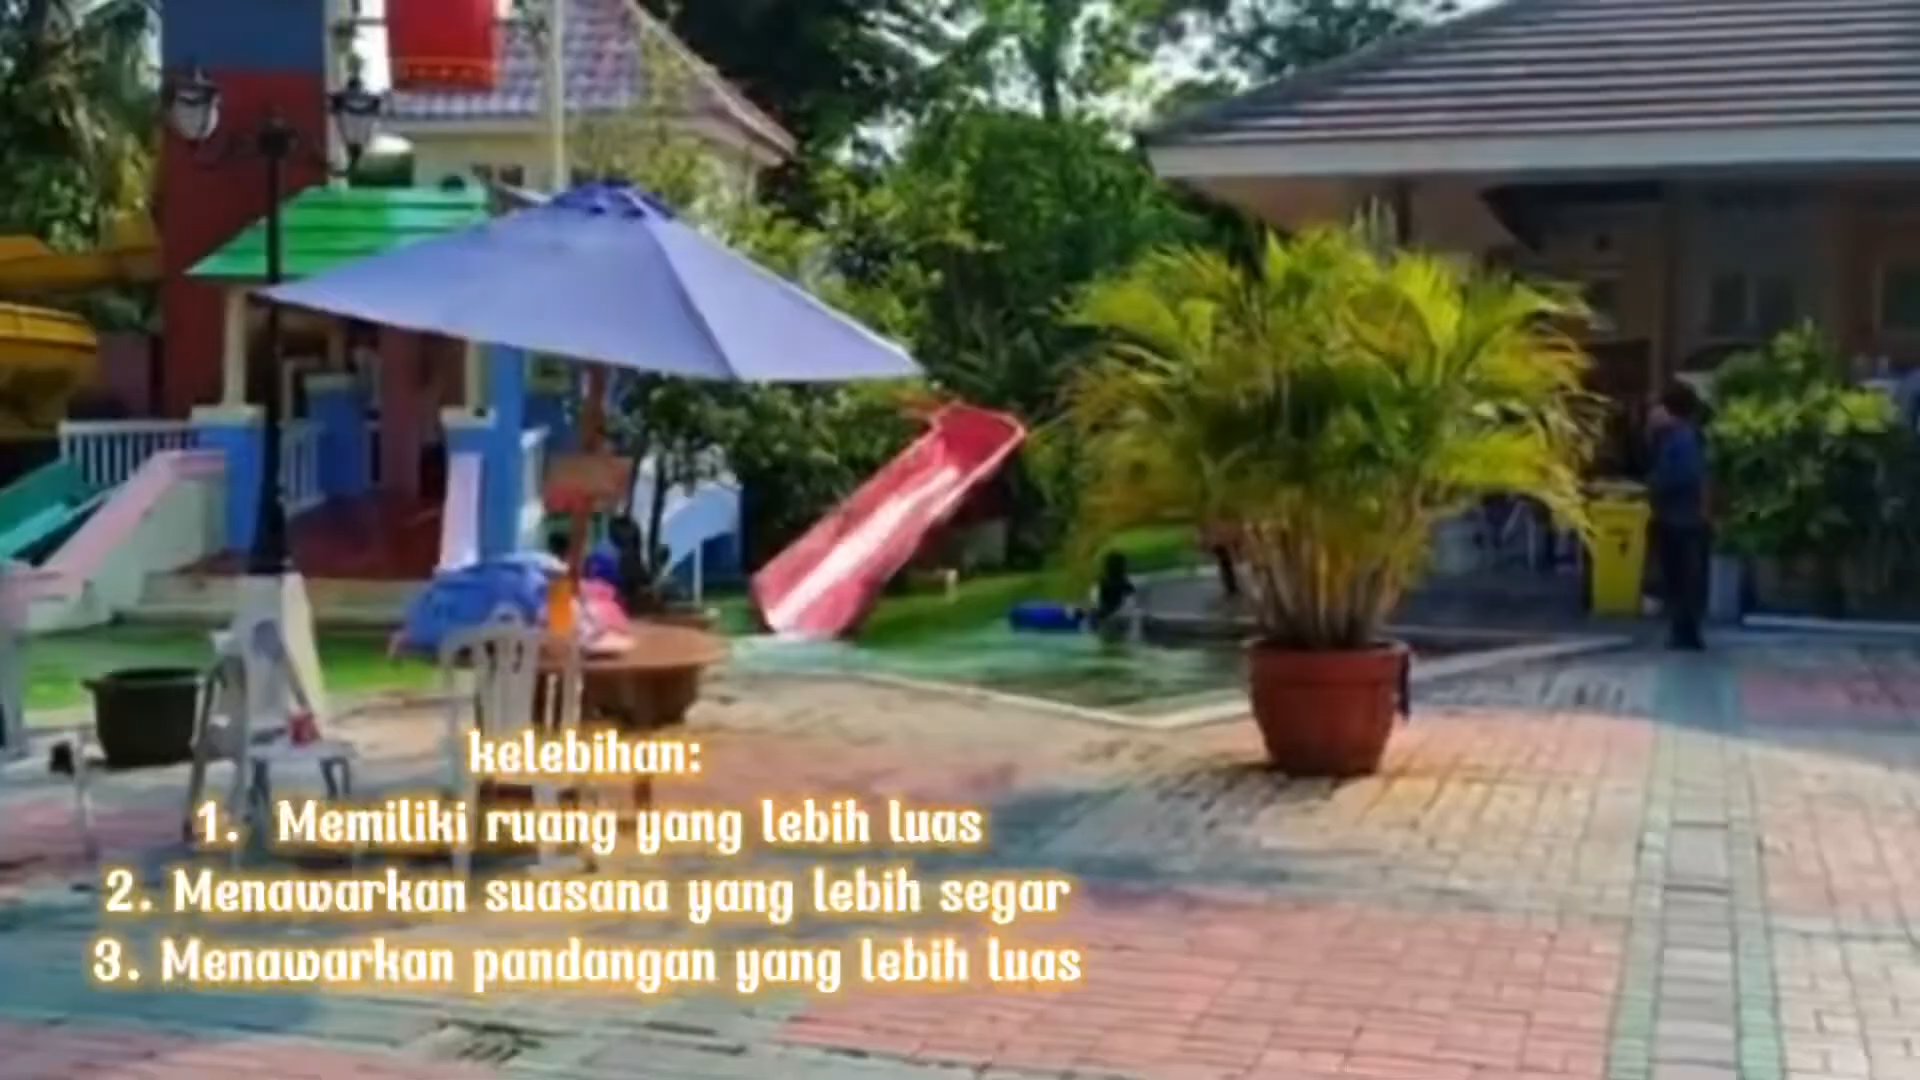 kelebihan:
1. Memiliki ruang yang lebih luas
2. Menawarkan suasana yang lebih segar
3. Menawarkan pandangan yang lebih luas